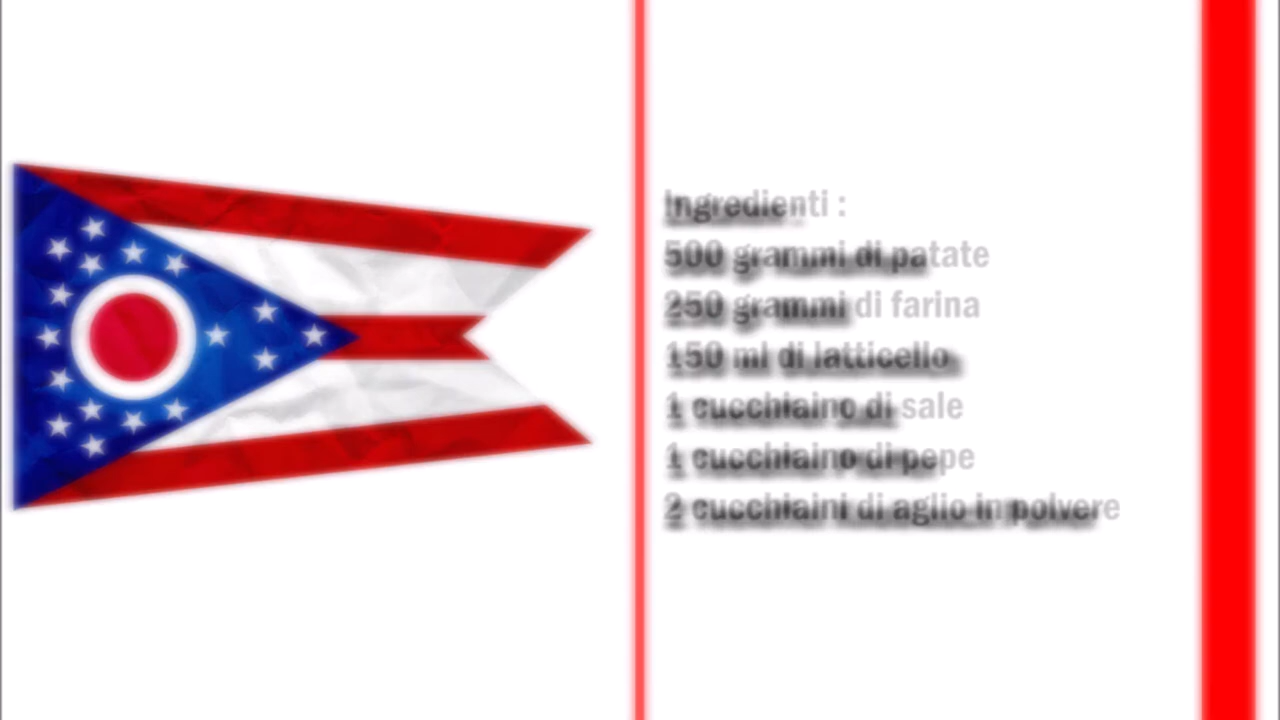 Ingredienti :
500 grammi di patate
250 grammi di farina
150 ml di latticello
1 cucchiaino di sale
1 cucchiaino di pepe
2 cucchiaini di aglio in polvere